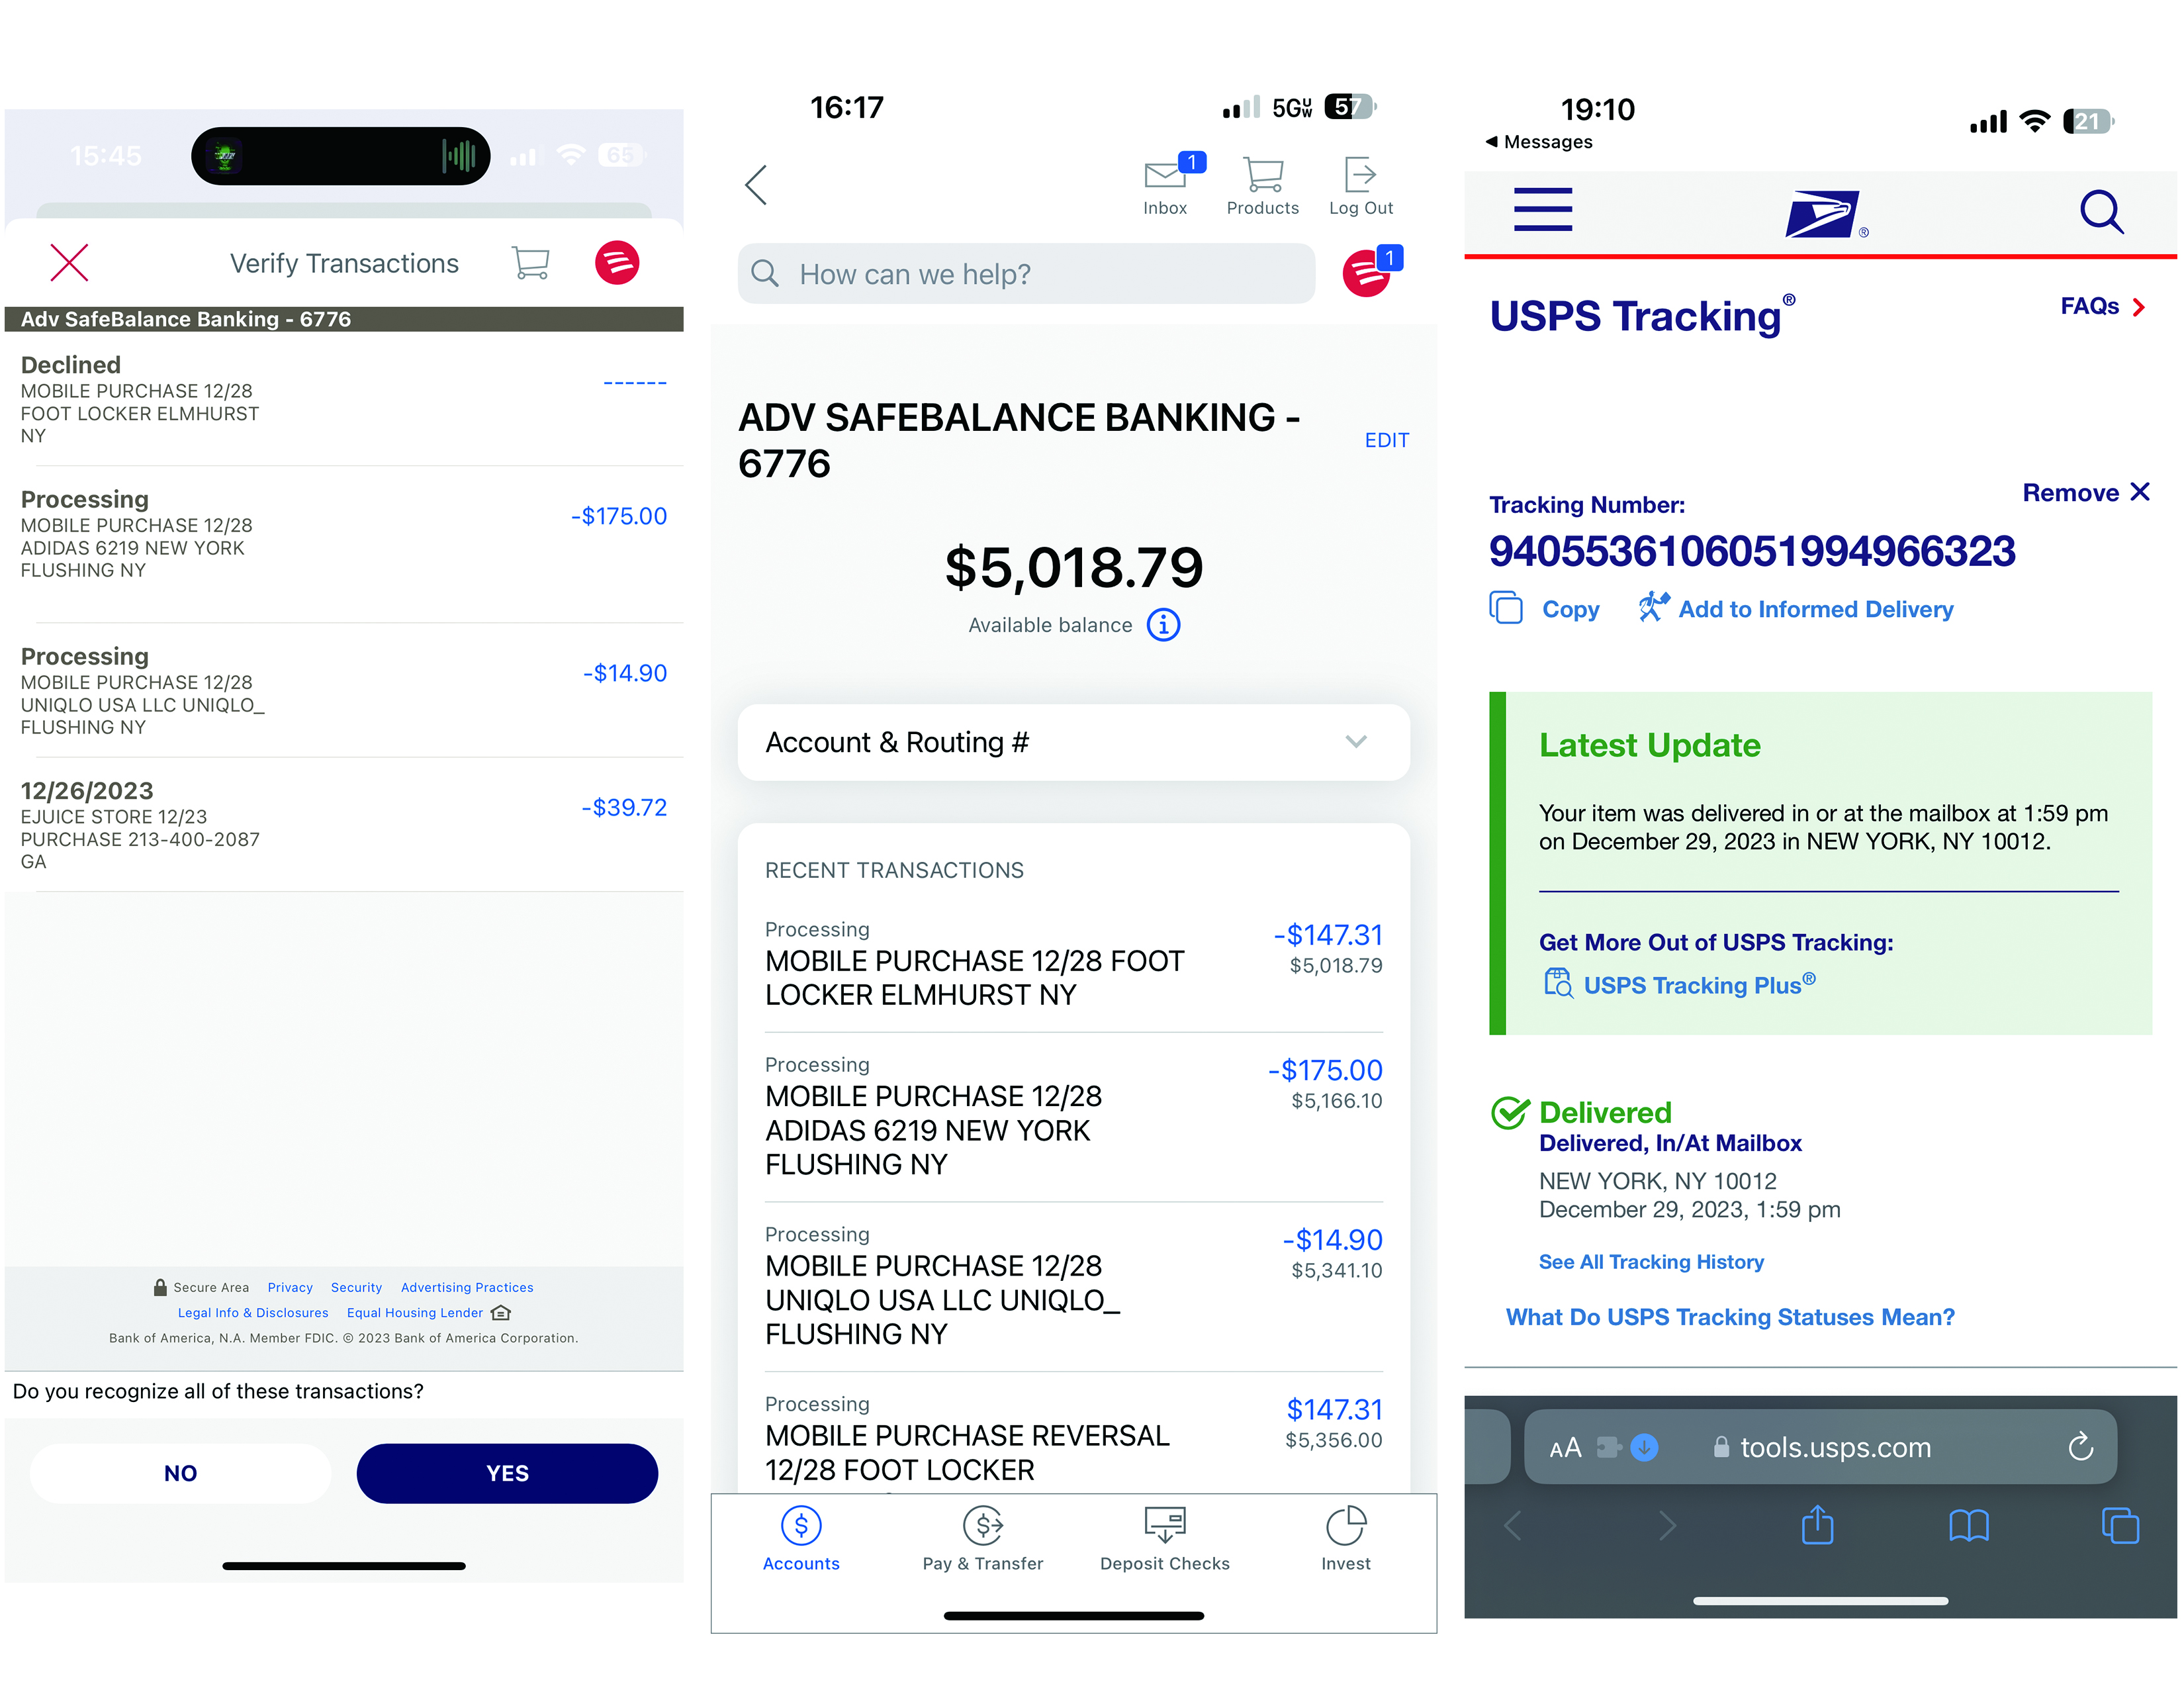 15:45
65
Verify Transactions
Adv SafeBalance Banking - 6776
Declined
MOBILE PURCHASE 12/28
FOOT LOCKER ELMHURST
NY
------
Processing
MOBILE PURCHASE 12/28
ADIDAS 6219 NEW YORK
FLUSHING NY
-$175.00
Processing
MOBILE PURCHASE 12/28
UNIQLO USA LLC UNIQLO_
FLUSHING NY
-$14.90
12/26/2023
EJUICE STORE 12/23
PURCHASE 213-400-2087
GA
-$39.72
Secure Area Privacy Security Advertising Practices
Legal Info & Disclosures Equal Housing Lender
Bank of America, N.A. Member FDIC. © 2023 Bank of America Corporation.
Do you recognize all of these transactions?
NO
YES
16:17
5G UW 57
1
Inbox
Products
Log Out
How can we help?
1
ADV SAFEBALANCE BANKING -
6776
EDIT
$5,018.79
Available balance
Account & Routing #
RECENT TRANSACTIONS
Processing
MOBILE PURCHASE 12/28 FOOT
LOCKER ELMHURST NY
-$147.31
$5,018.79
Processing
MOBILE PURCHASE 12/28
ADIDAS 6219 NEW YORK
FLUSHING NY
-$175.00
$5,166.10
Processing
MOBILE PURCHASE 12/28
UNIQLO USA LLC UNIQLO_
FLUSHING NY
-$14.90
$5,341.10
Processing
MOBILE PURCHASE REVERSAL
12/28 FOOT LOCKER
$147.31
$5,356.00
Accounts
Pay & Transfer
Deposit Checks
Invest
19:10
21
◀ Messages
®
USPS Tracking®
FAQs
Tracking Number:
Remove ✕
9405536106051994966323
Copy
Add to Informed Delivery
Latest Update
Your item was delivered in or at the mailbox at 1:59 pm
on December 29, 2023 in NEW YORK, NY 10012.
Get More Out of USPS Tracking:
USPS Tracking Plus®
Delivered
Delivered, In/At Mailbox
NEW YORK, NY 10012
December 29, 2023, 1:59 pm
See All Tracking History
What Do USPS Tracking Statuses Mean?
AA
tools.usps.com